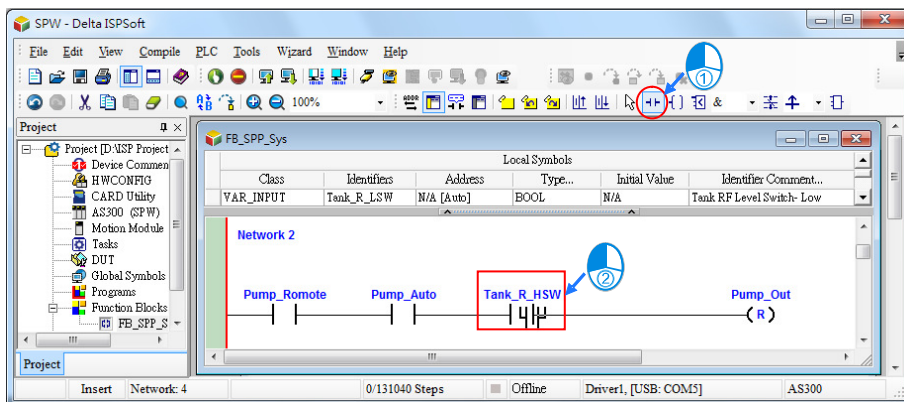 SPW - Delta ISPSoft
File Edit View Compile PLC Tools Wizard Window Help
①
100%
&
Project
FB_SPP_Sys
Project [D:\ISP Project
Device Commen
HWCONFIG
CARD Utility
AS300 (SPW)
Motion Module
Tasks
DUT
Global Symbols
Programs
Function Blocks
FB_SPP_S
Local Symbols
Class Identifiers Address Type... Initial Value Identifier Comment...
VAR_INPUT Tank_R_LSW N/A [Auto] BOOL N/A Tank RF Level Switch- Low
Network 2
②
Pump_Romote Pump_Auto Tank_R_HSW Pump_Out
R
Project
Insert Network: 4 0/131040 Steps Offline Driver1, [USB: COM5] AS300